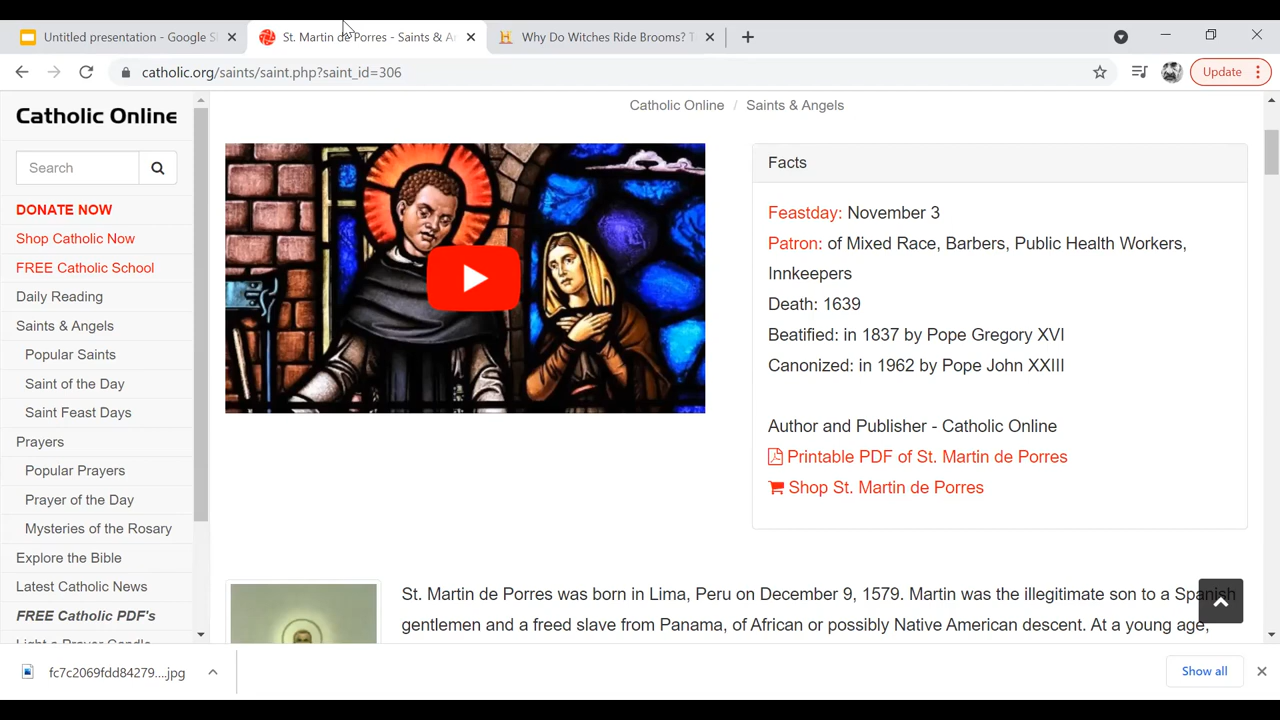 Untitled presentation - Google S
St. Martin de Porres - Saints & A
Why Do Witches Ride Brooms? T
catholic.org/saints/saint.php?saint_id=306
Update
Catholic Online
Search
DONATE NOW
Shop Catholic Now
FREE Catholic School
Daily Reading
Saints & Angels
Popular Saints
Saint of the Day
Saint Feast Days
Prayers
Popular Prayers
Prayer of the Day
Mysteries of the Rosary
Explore the Bible
Latest Catholic News
FREE Catholic PDF's
Light a Prayer Candle
Catholic Online / Saints & Angels
Facts
Feastday: November 3
Patron: of Mixed Race, Barbers, Public Health Workers,
Innkeepers
Death: 1639
Beatified: in 1837 by Pope Gregory XVI
Canonized: in 1962 by Pope John XXIII
Author and Publisher - Catholic Online
Printable PDF of St. Martin de Porres
Shop St. Martin de Porres
St. Martin de Porres was born in Lima, Peru on December 9, 1579. Martin was the illegitimate son to a Spanish
gentlemen and a freed slave from Panama, of African or possibly Native American descent. At a young age,
fc7c2069fdd84279....jpg
Show all